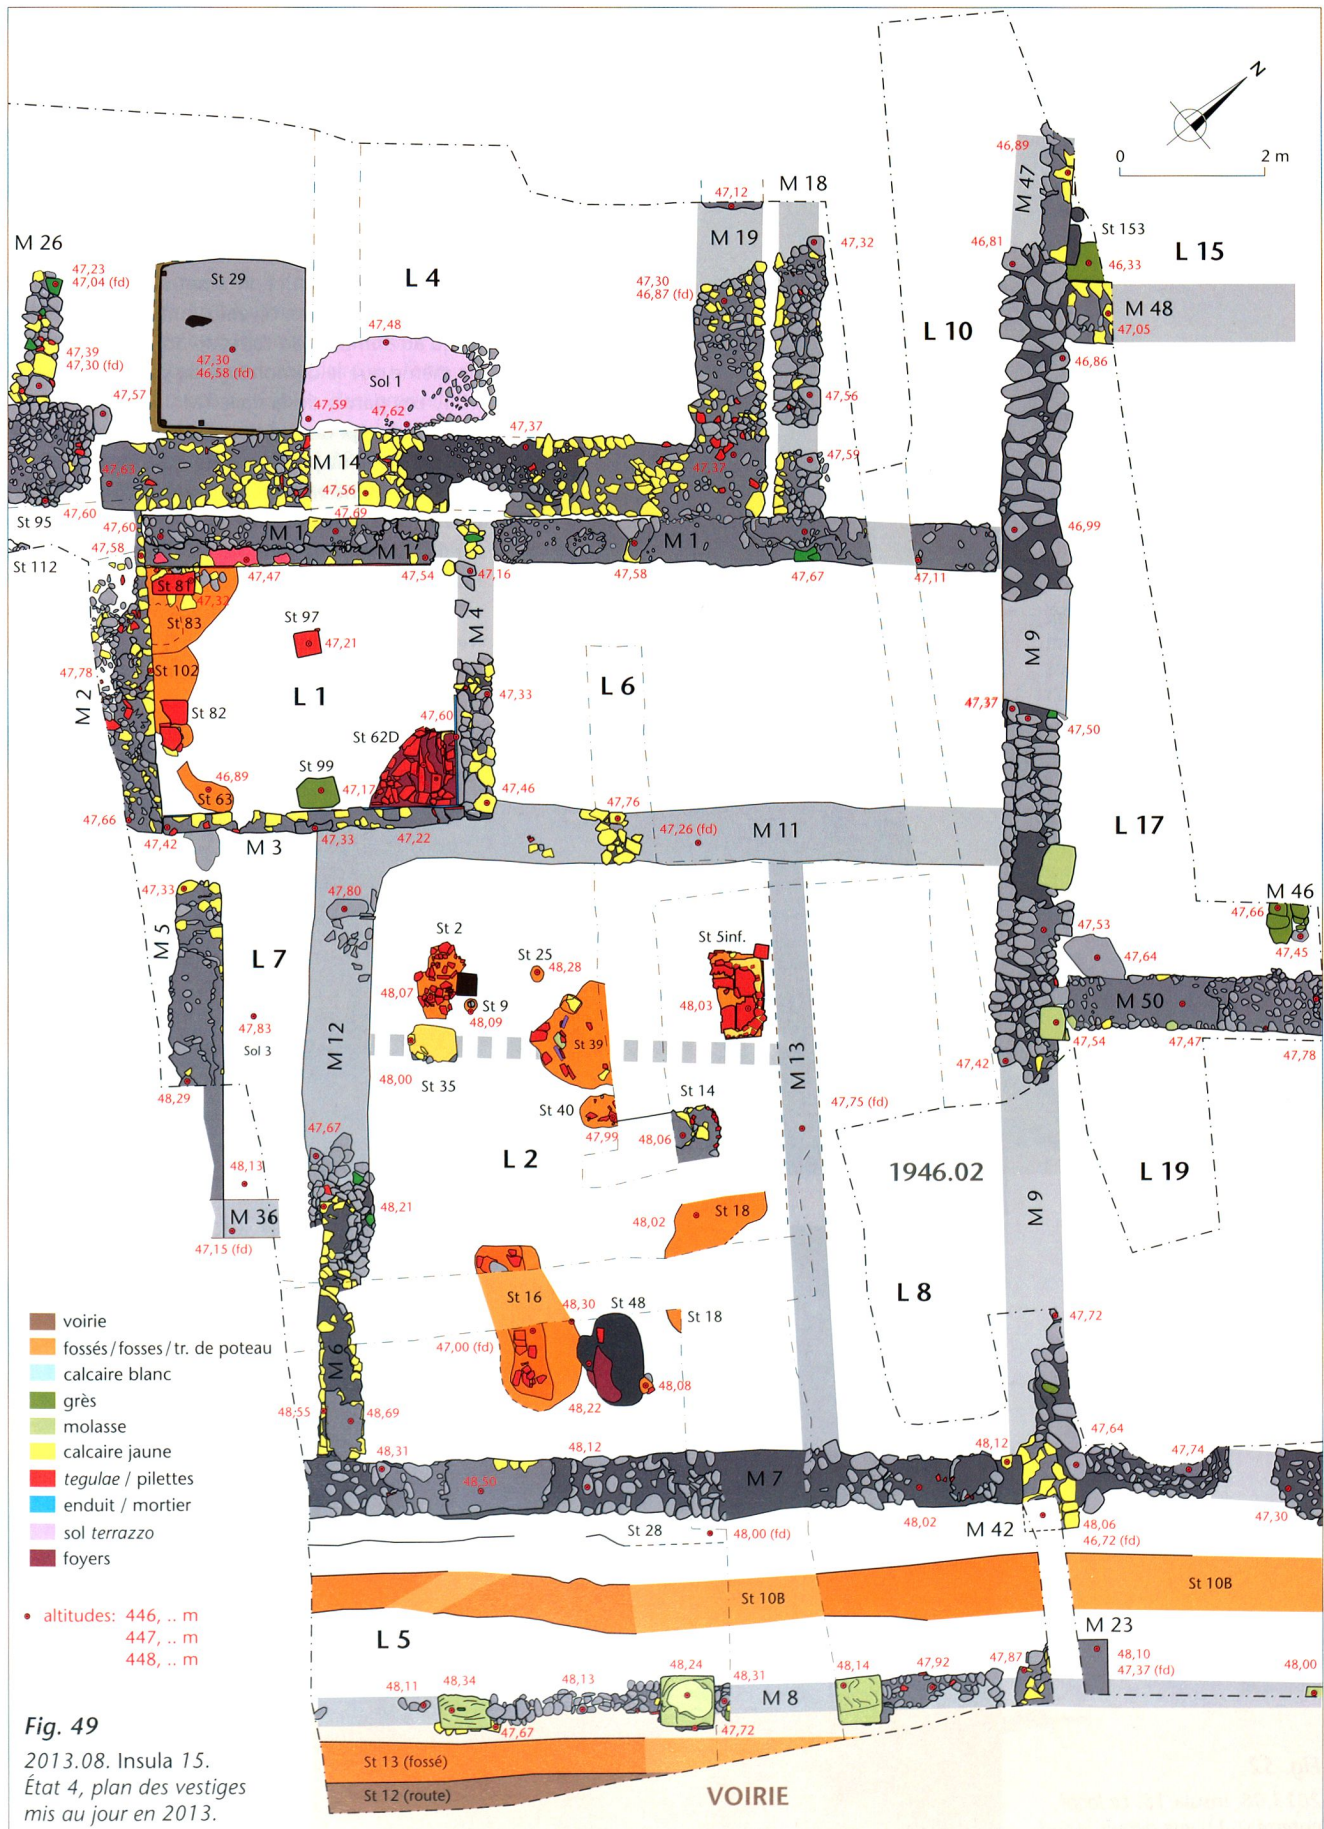 N
0 2 m
M 26
47,23
47,04 (fd)
47,39
47,30 (fd)
47,57
St 29
47,30
46,58 (fd)
L 4
47,48
Sol 1
47,59
47,62
47,37
M 18
47,12
M 19
47,32
47,30
46,87 (fd)
47,56
47,59
47,37
L 10
46,89
M 47
46,81
St 153
46,33
L 15
M 48
47,05
46,86
46,99
47,63
M 14
47,56
47,69
St 95
47,60
47,60
47,58
St 112
M 1
M 1
M 1
47,47
47,54
47,16
47,58
47,67
47,11
St 81
47,32
St 83
St 97
47,21
M 4
St 102
47,78
M 2
L 1
St 82
47,33
L 6
M 9
47,37
47,50
47,60
St 62D
St 99
46,89
47,17
St 63
47,46
47,76
47,26 (fd)
M 11
L 17
47,66
47,42
M 3
47,33
47,22
47,33
47,80
M 5
L 7
M 46
47,66
47,45
47,53
47,64
St 2
St 25
48,28
St 5inf.
48,07
St 9
48,09
48,03
47,83
Sol 3
M 12
St 39
M 13
M 50
47,54
47,47
47,78
47,42
48,00
St 35
48,29
St 40
St 14
47,99
48,06
47,75 (fd)
47,67
48,13
L 2
1946.02
L 19
M 36
47,15 (fd)
48,21
48,02
St 18
M 9
L 8
St 16
48,30
St 48
St 18
47,00 (fd)
47,72
M 6
48,08
48,22
48,55
48,69
48,31
48,12
48,12
47,64
47,74
48,50
M 7
48,02
M 42
48,06
46,72 (fd)
47,30
St 28
48,00 (fd)
St 10B
St 10B
L 5
M 23
48,10
47,37 (fd)
48,00
48,11
48,34
48,13
48,24
48,31
48,14
47,92
47,87
M 8
47,67
47,72
St 13 (fossé)
St 12 (route)
VOIRIE
voirie
fossés / fosses / tr. de poteau
calcaire blanc
grès
molasse
calcaire jaune
tegulae / pilettes
enduit / mortier
sol terrazzo
foyers
altitudes: 446, .. m
447, .. m
448, .. m
Fig. 49
2013.08. Insula 15.
État 4, plan des vestiges
mis au jour en 2013.